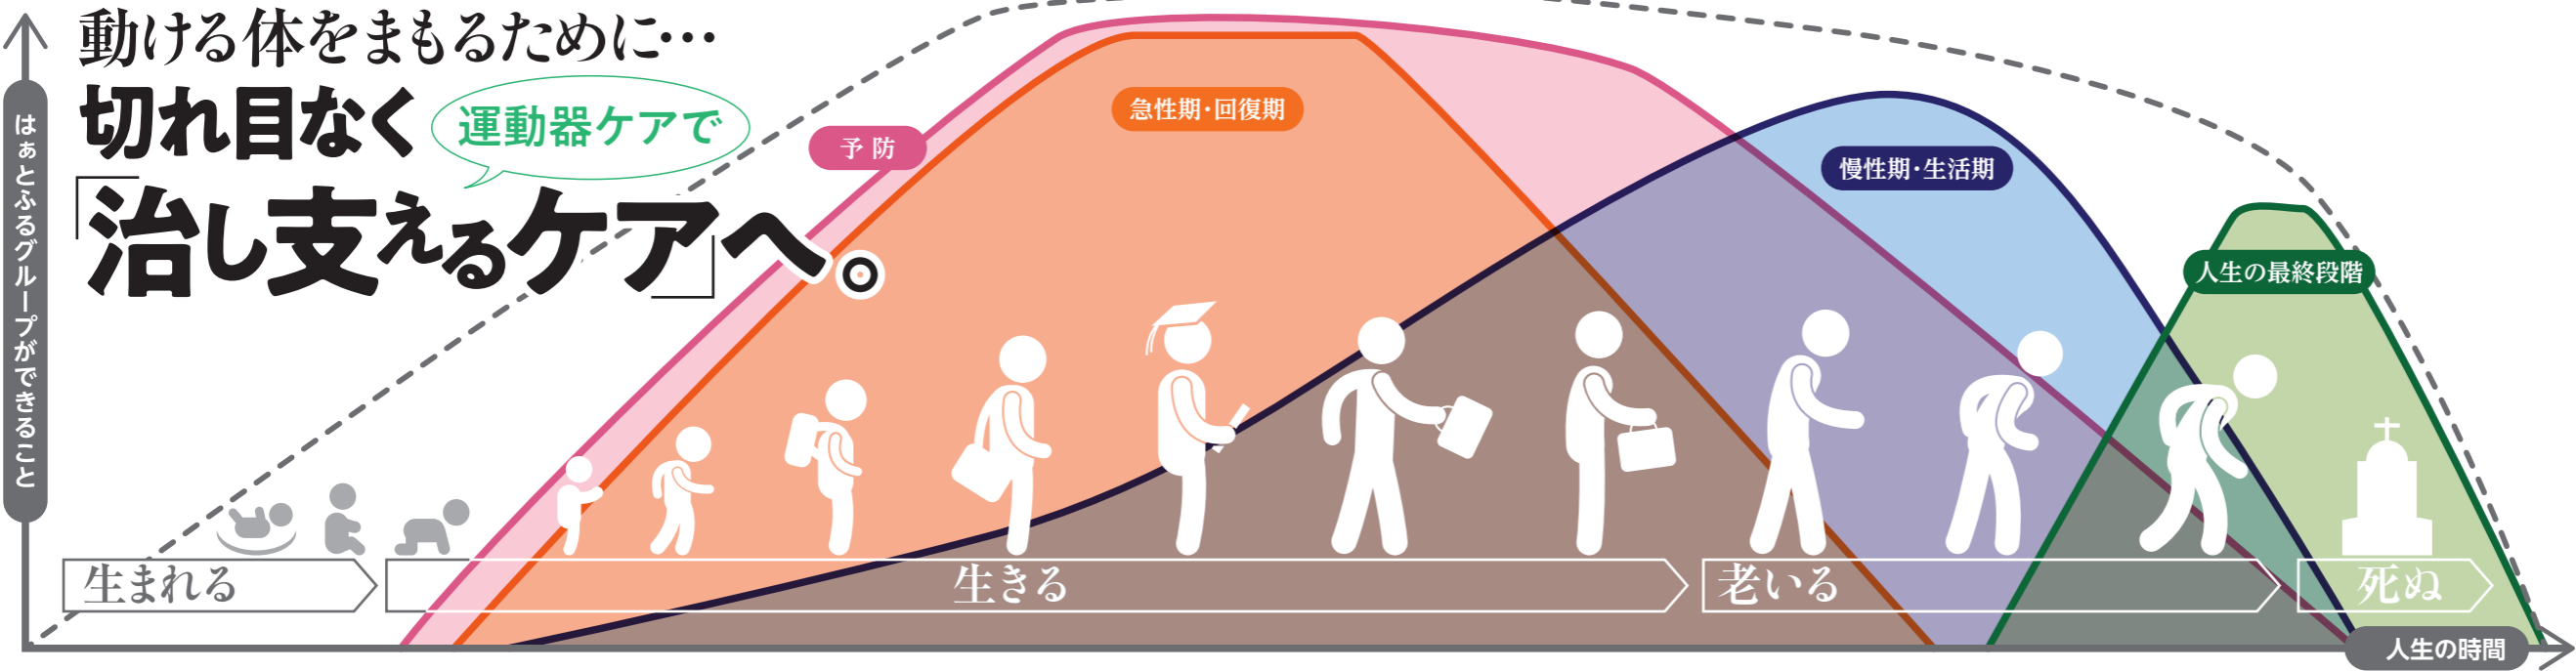 動ける体をまもるために…
切れ目なく
運動器ケアで
「治し支えるケア」へ
はぁとふるグループができること
予防
急性期・回復期
慢性期・生活期
人生の最終段階
生まれる
生きる
老いる
死ぬ
人生の時間